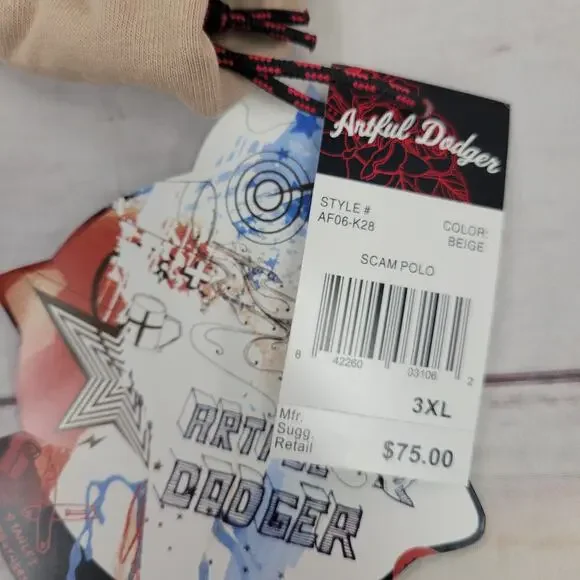 Artful Dodger
STYLE #
AF06-K28
COLOR:
BEIGE
SCAM POLO
8 42260 03106 2
3XL
Mfr.
Sugg.
Retail
$75.00
DODGER